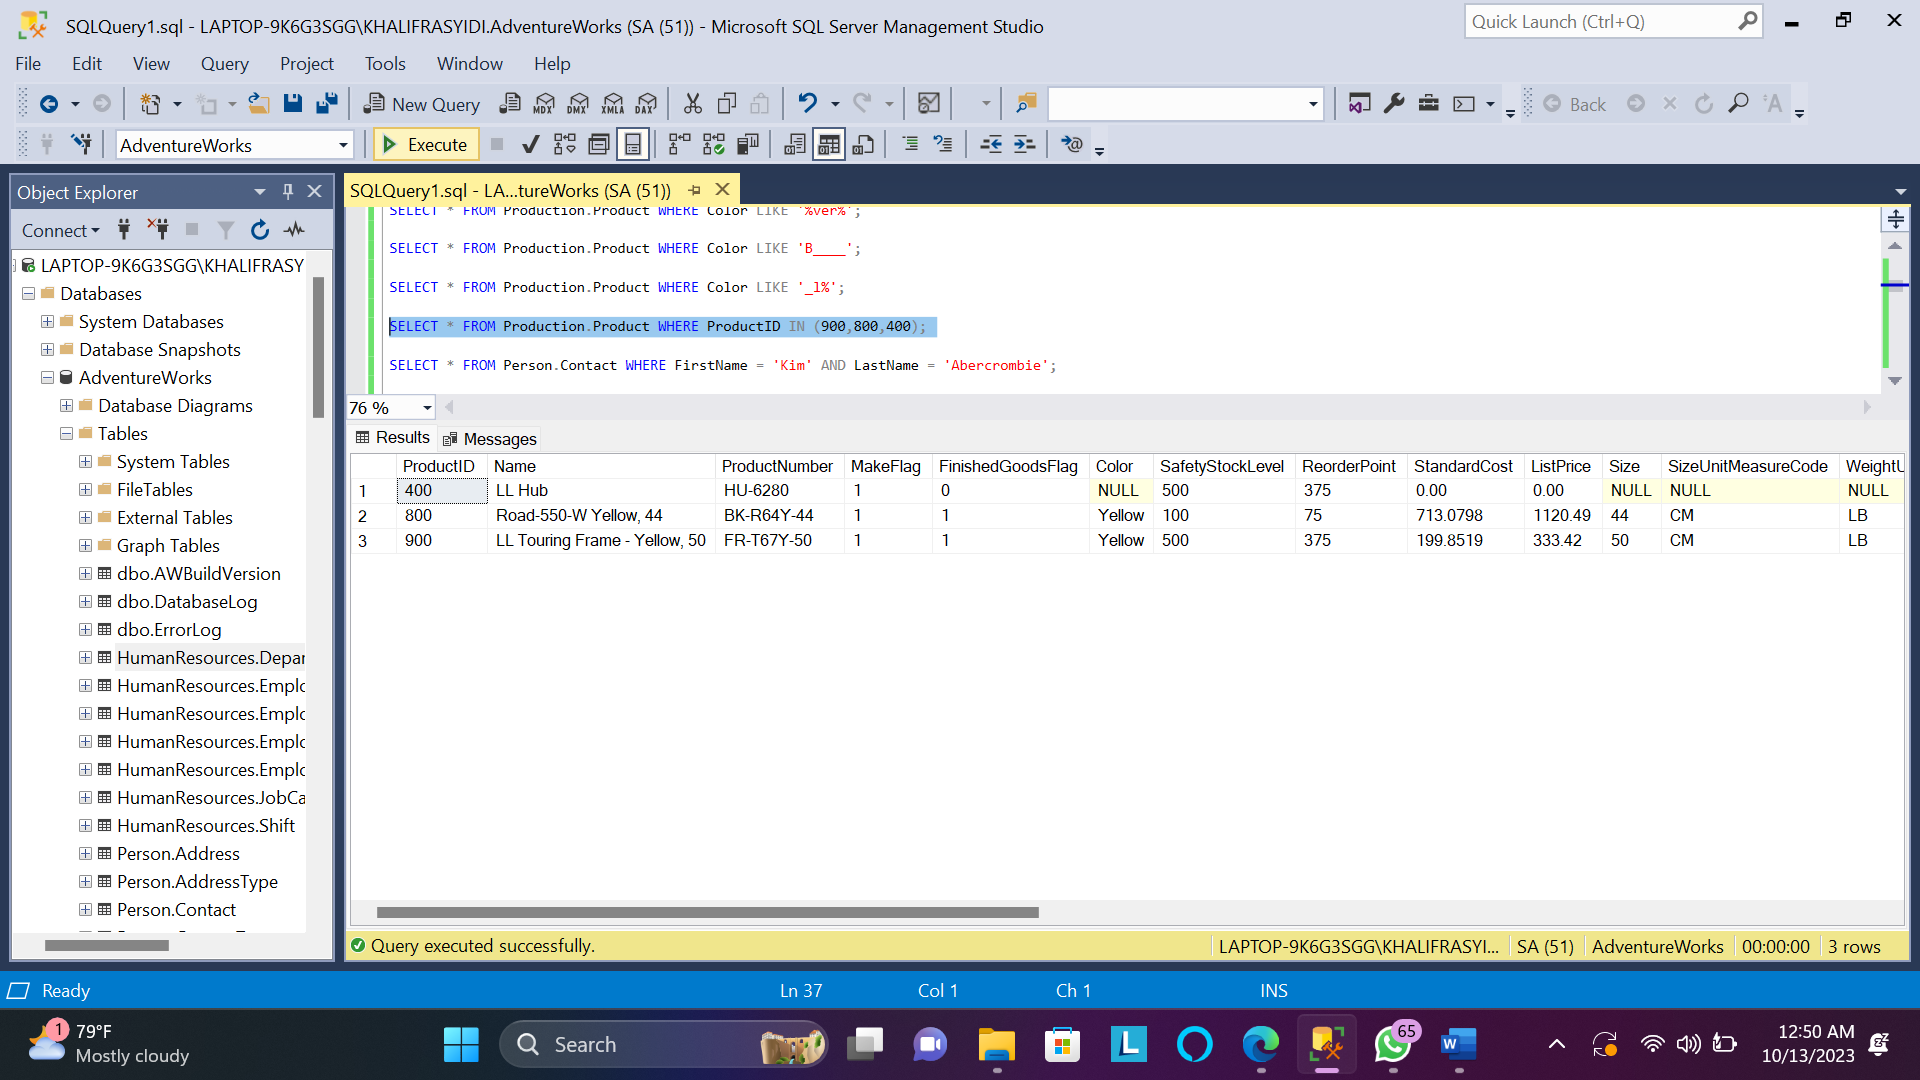 SQLQuery1.sql - LAPTOP-9K6G3SGG\KHALIFRASYIDI.AdventureWorks (SA (51)) - Microsoft SQL Server Management Studio
Quick Launch (Ctrl+Q)
File Edit View Query Project Tools Window Help
New Query MDX DMX XMLA DAX Back
AdventureWorks Execute
Object Explorer
Connect
LAPTOP-9K6G3SGG\KHALIFRASY
Databases
System Databases
Database Snapshots
AdventureWorks
Database Diagrams
Tables
System Tables
FileTables
External Tables
Graph Tables
dbo.AWBuildVersion
dbo.DatabaseLog
dbo.ErrorLog
HumanResources.Depar
HumanResources.Emplo
HumanResources.Emplo
HumanResources.Emplo
HumanResources.Emplo
HumanResources.JobCa
HumanResources.Shift
Person.Address
Person.AddressType
Person.Contact
SQLQuery1.sql - LA...tureWorks (SA (51))
SELECT * FROM Production.Product WHERE Color LIKE '%ver%';
SELECT * FROM Production.Product WHERE Color LIKE 'B____';
SELECT * FROM Production.Product WHERE Color LIKE '_l%';
SELECT * FROM Production.Product WHERE ProductID IN (900,800,400);
SELECT * FROM Person.Contact WHERE FirstName = 'Kim' AND LastName = 'Abercrombie';
76 %
Results Messages
ProductID Name ProductNumber MakeFlag FinishedGoodsFlag Color SafetyStockLevel ReorderPoint StandardCost ListPrice Size SizeUnitMeasureCode WeightU
1 400 LL Hub HU-6280 1 0 NULL 500 375 0.00 0.00 NULL NULL NULL
2 800 Road-550-W Yellow, 44 BK-R64Y-44 1 1 Yellow 100 75 713.0798 1120.49 44 CM LB
3 900 LL Touring Frame - Yellow, 50 FR-T67Y-50 1 1 Yellow 500 375 199.8519 333.42 50 CM LB
Query executed successfully.
LAPTOP-9K6G3SGG\KHALIFRASYI... SA (51) AdventureWorks 00:00:00 3 rows
Ready Ln 37 Col 1 Ch 1 INS
1
79°F
Mostly cloudy
Search
L
65
W
12:50 AM
10/13/2023